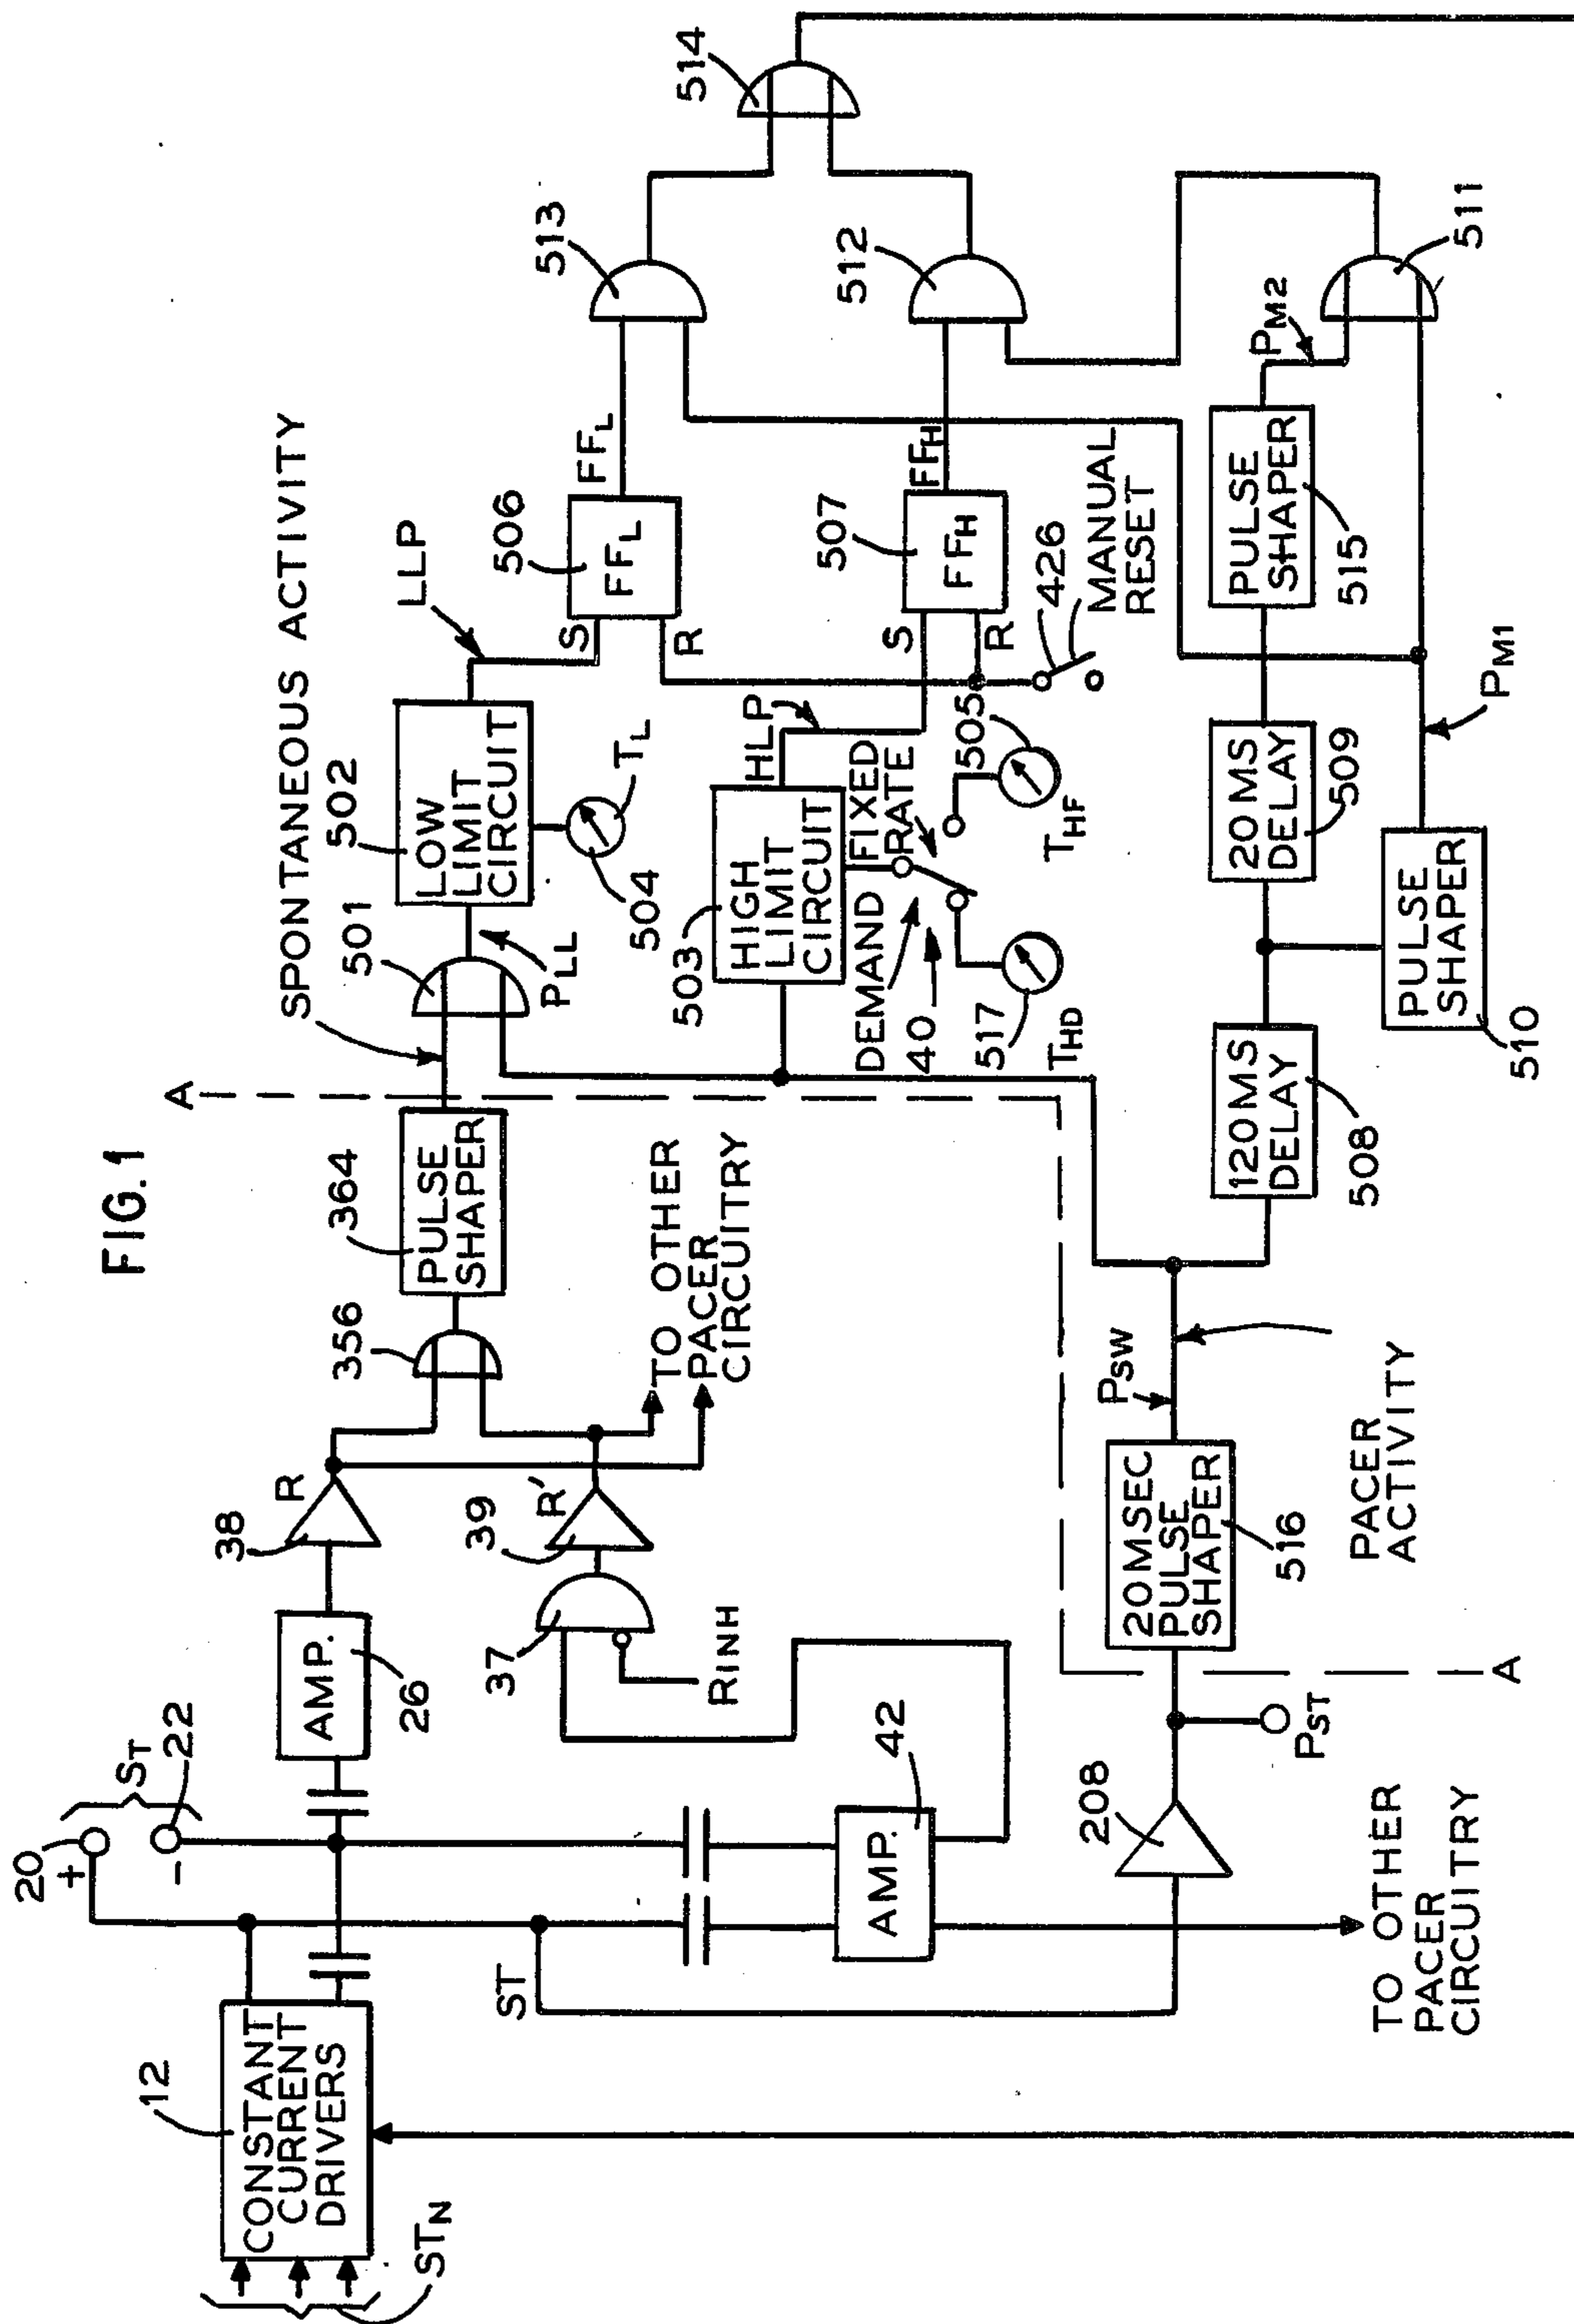 FIG. 1
20
+
ST
22
-
12
CONSTANT
CURRENT
DRIVERS
STN
AMP.
26
38
R
356
364
PULSE
SHAPER
A
SPONTANEOUS ACTIVITY
501
PLL
502
LOW
LIMIT
CIRCUIT
504
TL
LLP
506
S
R
FFL
FFL
513
514
ST
AMP.
42
37
RINH
39
R'
TO OTHER
PACER
CIRCUITRY
503
HIGH
LIMIT
CIRCUIT
HLP
DEMAND
FIXED
RATE
40
517
THD
505
THF
507
S
R
FFH
FFH
426
MANUAL
RESET
512
208
PST
TO OTHER
PACER
CIRCUITRY
A
20 MSEC
PULSE
SHAPER
516
PSW
PACER
ACTIVITY
120 MS
DELAY
508
20 MS
DELAY
509
PULSE
SHAPER
510
PM1
PULSE
SHAPER
515
PM2
511